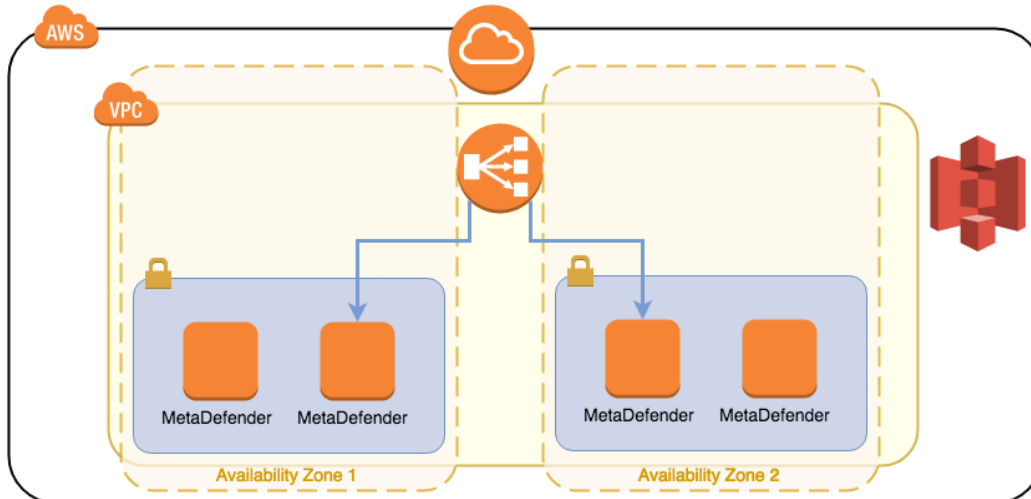 AWS
VPC
MetaDefender
MetaDefender
MetaDefender
MetaDefender
Availability Zone 1
Availability Zone 2